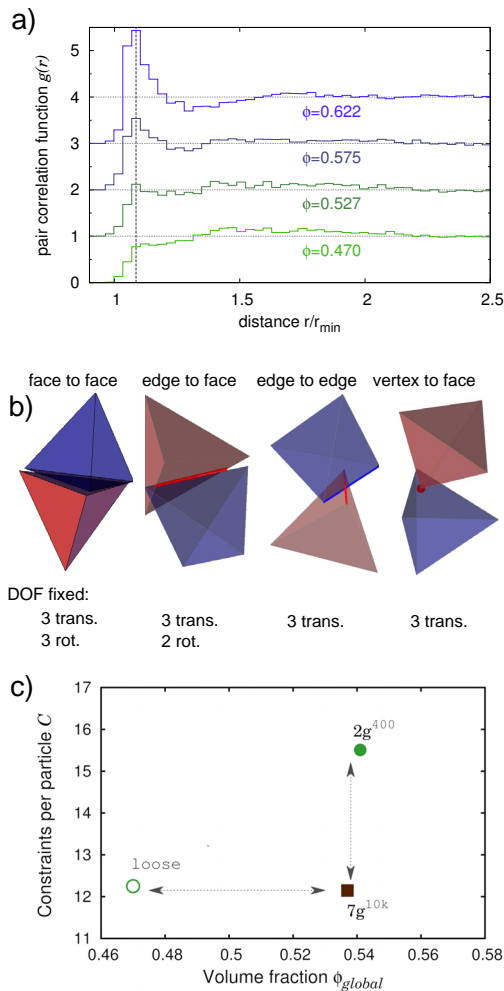 a)
pair correlation function g(r)
5
4
3
2
1
0
ϕ=0.622
ϕ=0.575
ϕ=0.527
ϕ=0.470
1
1.5
2
2.5
distance r/r_min
face to face
edge to face
edge to edge
vertex to face
b)
DOF fixed:
3 trans.
3 rot.
3 trans.
2 rot.
3 trans.
3 trans.
c)
Constraints per particle C
17
16
15
14
13
12
11
2g^400
loose
7g^10k
0.46
0.48
0.5
0.52
0.54
0.56
0.58
Volume fraction ϕ_global